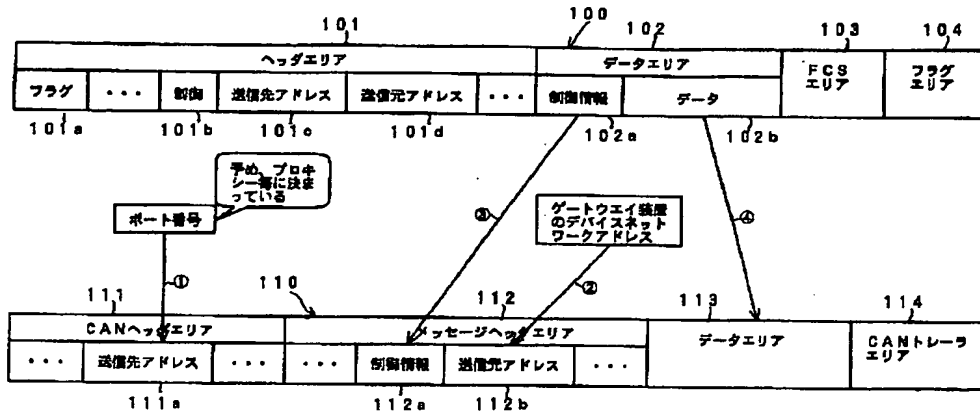 101
100
102
103
104
ヘッダエリア
データエリア
FCS
エリア
フラグ
エリア
フラグ
・・・
制御
送信先アドレス
送信元アドレス
・・・
制御情報
データ
101a
101b
101c
101d
102a
102b
予め、プロキ
シー毎に決ま
っている
ポート番号
ゲートウエイ装置
のデバイスネット
ワークアドレス
①
③
②
④
111
110
112
113
114
CANヘッダエリア
メッセージヘッダエリア
データエリア
CANトレーラ
エリア
・・・
送信先アドレス
・・・
・・・
制御情報
送信先アドレス
・・・
111a
112a
112b